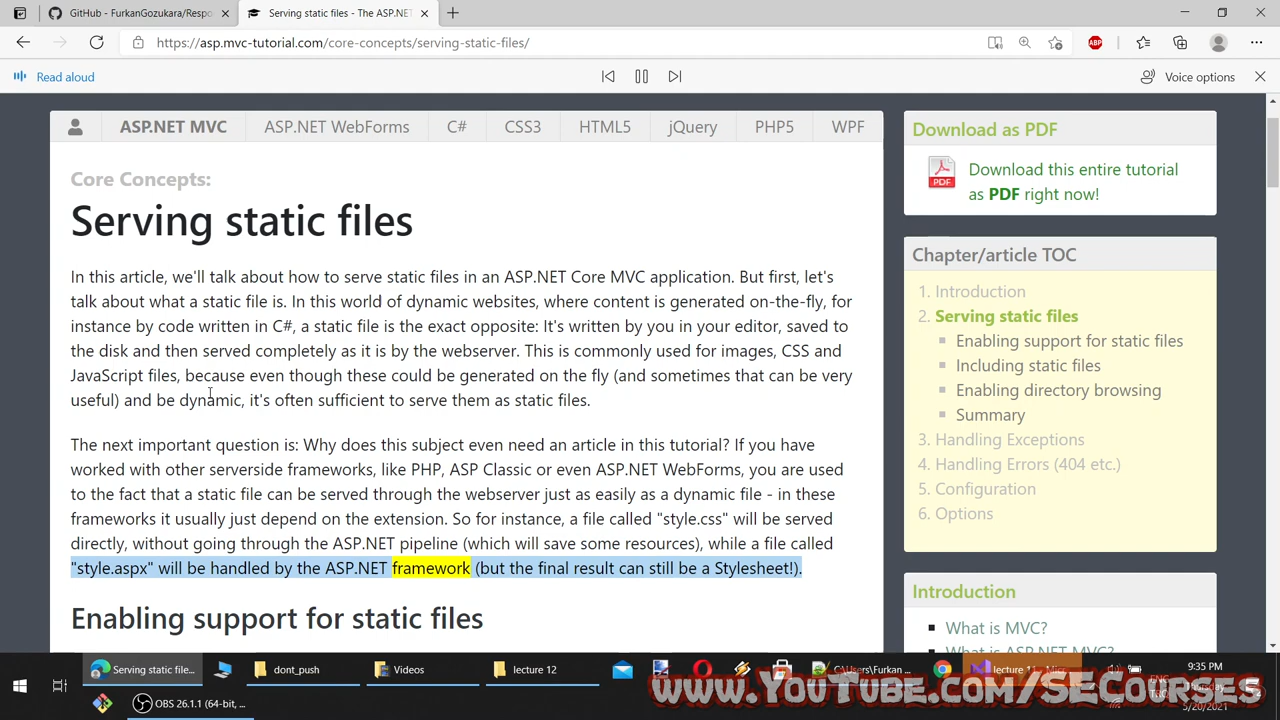 GitHub - FurkanGozukara/Respo
Serving static files - The ASP.NET
https://asp.mvc-tutorial.com/core-concepts/serving-static-files/
ABP
Read aloud
Voice options
ASP.NET MVC
ASP.NET WebForms
C#
CSS3
HTML5
jQuery
PHP5
WPF
Core Concepts:
Serving static files
In this article, we'll talk about how to serve static files in an ASP.NET Core MVC application. But first, let's
talk about what a static file is. In this world of dynamic websites, where content is generated on-the-fly, for
instance by code written in C#, a static file is the exact opposite: It's written by you in your editor, saved to
the disk and then served completely as it is by the webserver. This is commonly used for images, CSS and
JavaScript files, because even though these could be generated on the fly (and sometimes that can be very
useful) and be dynamic, it's often sufficient to serve them as static files.
The next important question is: Why does this subject even need an article in this tutorial? If you have
worked with other serverside frameworks, like PHP, ASP Classic or even ASP.NET WebForms, you are used
to the fact that a static file can be served through the webserver just as easily as a dynamic file - in these
frameworks it usually just depend on the extension. So for instance, a file called "style.css" will be served
directly, without going through the ASP.NET pipeline (which will save some resources), while a file called
"style.aspx" will be handled by the ASP.NET framework (but the final result can still be a Stylesheet!).
Enabling support for static files
Download as PDF
PDF
Download this entire tutorial
as PDF right now!
Chapter/article TOC
1. Introduction
2. Serving static files
Enabling support for static files
Including static files
Enabling directory browsing
Summary
3. Handling Exceptions
4. Handling Errors (404 etc.)
5. Configuration
6. Options
Introduction
What is MVC?
What is ASP.NET MVC?
Serving static file...
dont_push
Videos
lecture 12
C:\Users\Furkan ...
lecture 11 - Micr...
9:35 PM
ENG
Thursday
5/20/2021
OBS 26.1.1 (64-bit, ...
www.YouTube.com/SECourses